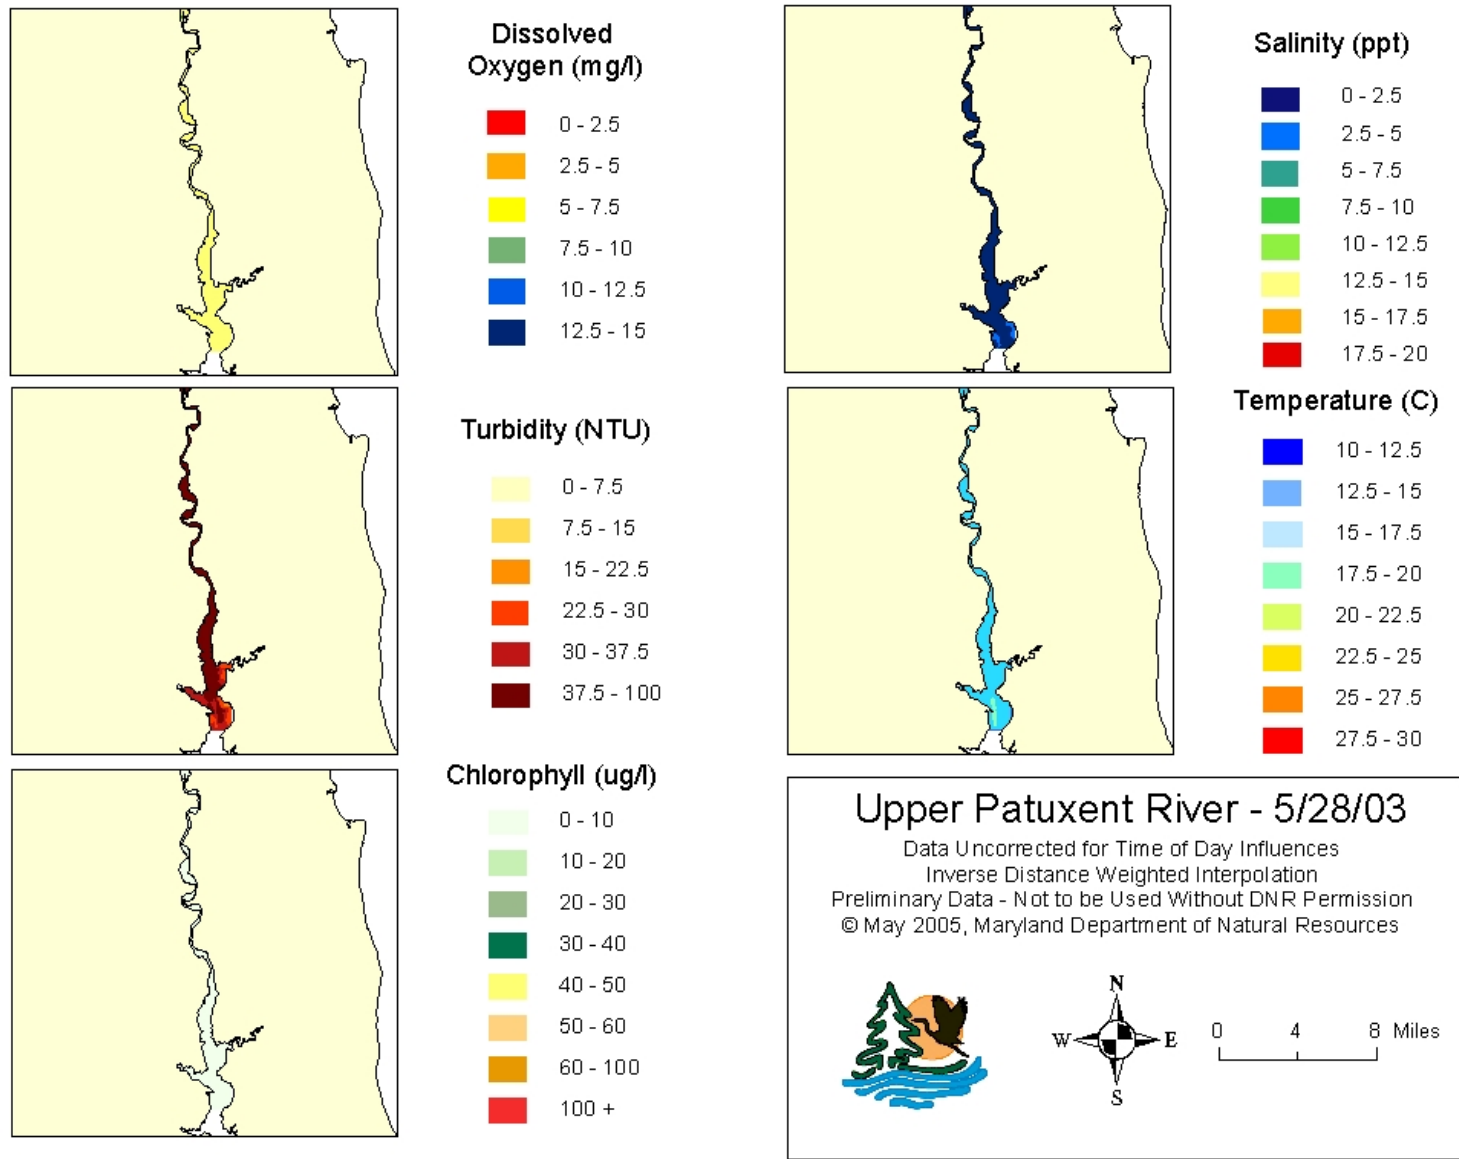 Dissolved
Oxygen (mg/l)
0 - 2.5
2.5 - 5
5 - 7.5
7.5 - 10
10 - 12.5
12.5 - 15
Salinity (ppt)
0 - 2.5
2.5 - 5
5 - 7.5
7.5 - 10
10 - 12.5
12.5 - 15
15 - 17.5
17.5 - 20
Turbidity (NTU)
0 - 7.5
7.5 - 15
15 - 22.5
22.5 - 30
30 - 37.5
37.5 - 100
Temperature (C)
10 - 12.5
12.5 - 15
15 - 17.5
17.5 - 20
20 - 22.5
22.5 - 25
25 - 27.5
27.5 - 30
Chlorophyll (ug/l)
0 - 10
10 - 20
20 - 30
30 - 40
40 - 50
50 - 60
60 - 100
100 +
Upper Patuxent River - 5/28/03
Data Uncorrected for Time of Day Influences
Inverse Distance Weighted Interpolation
Preliminary Data - Not to be Used Without DNR Permission
© May 2005, Maryland Department of Natural Resources
N
W E
S
0 4 8 Miles